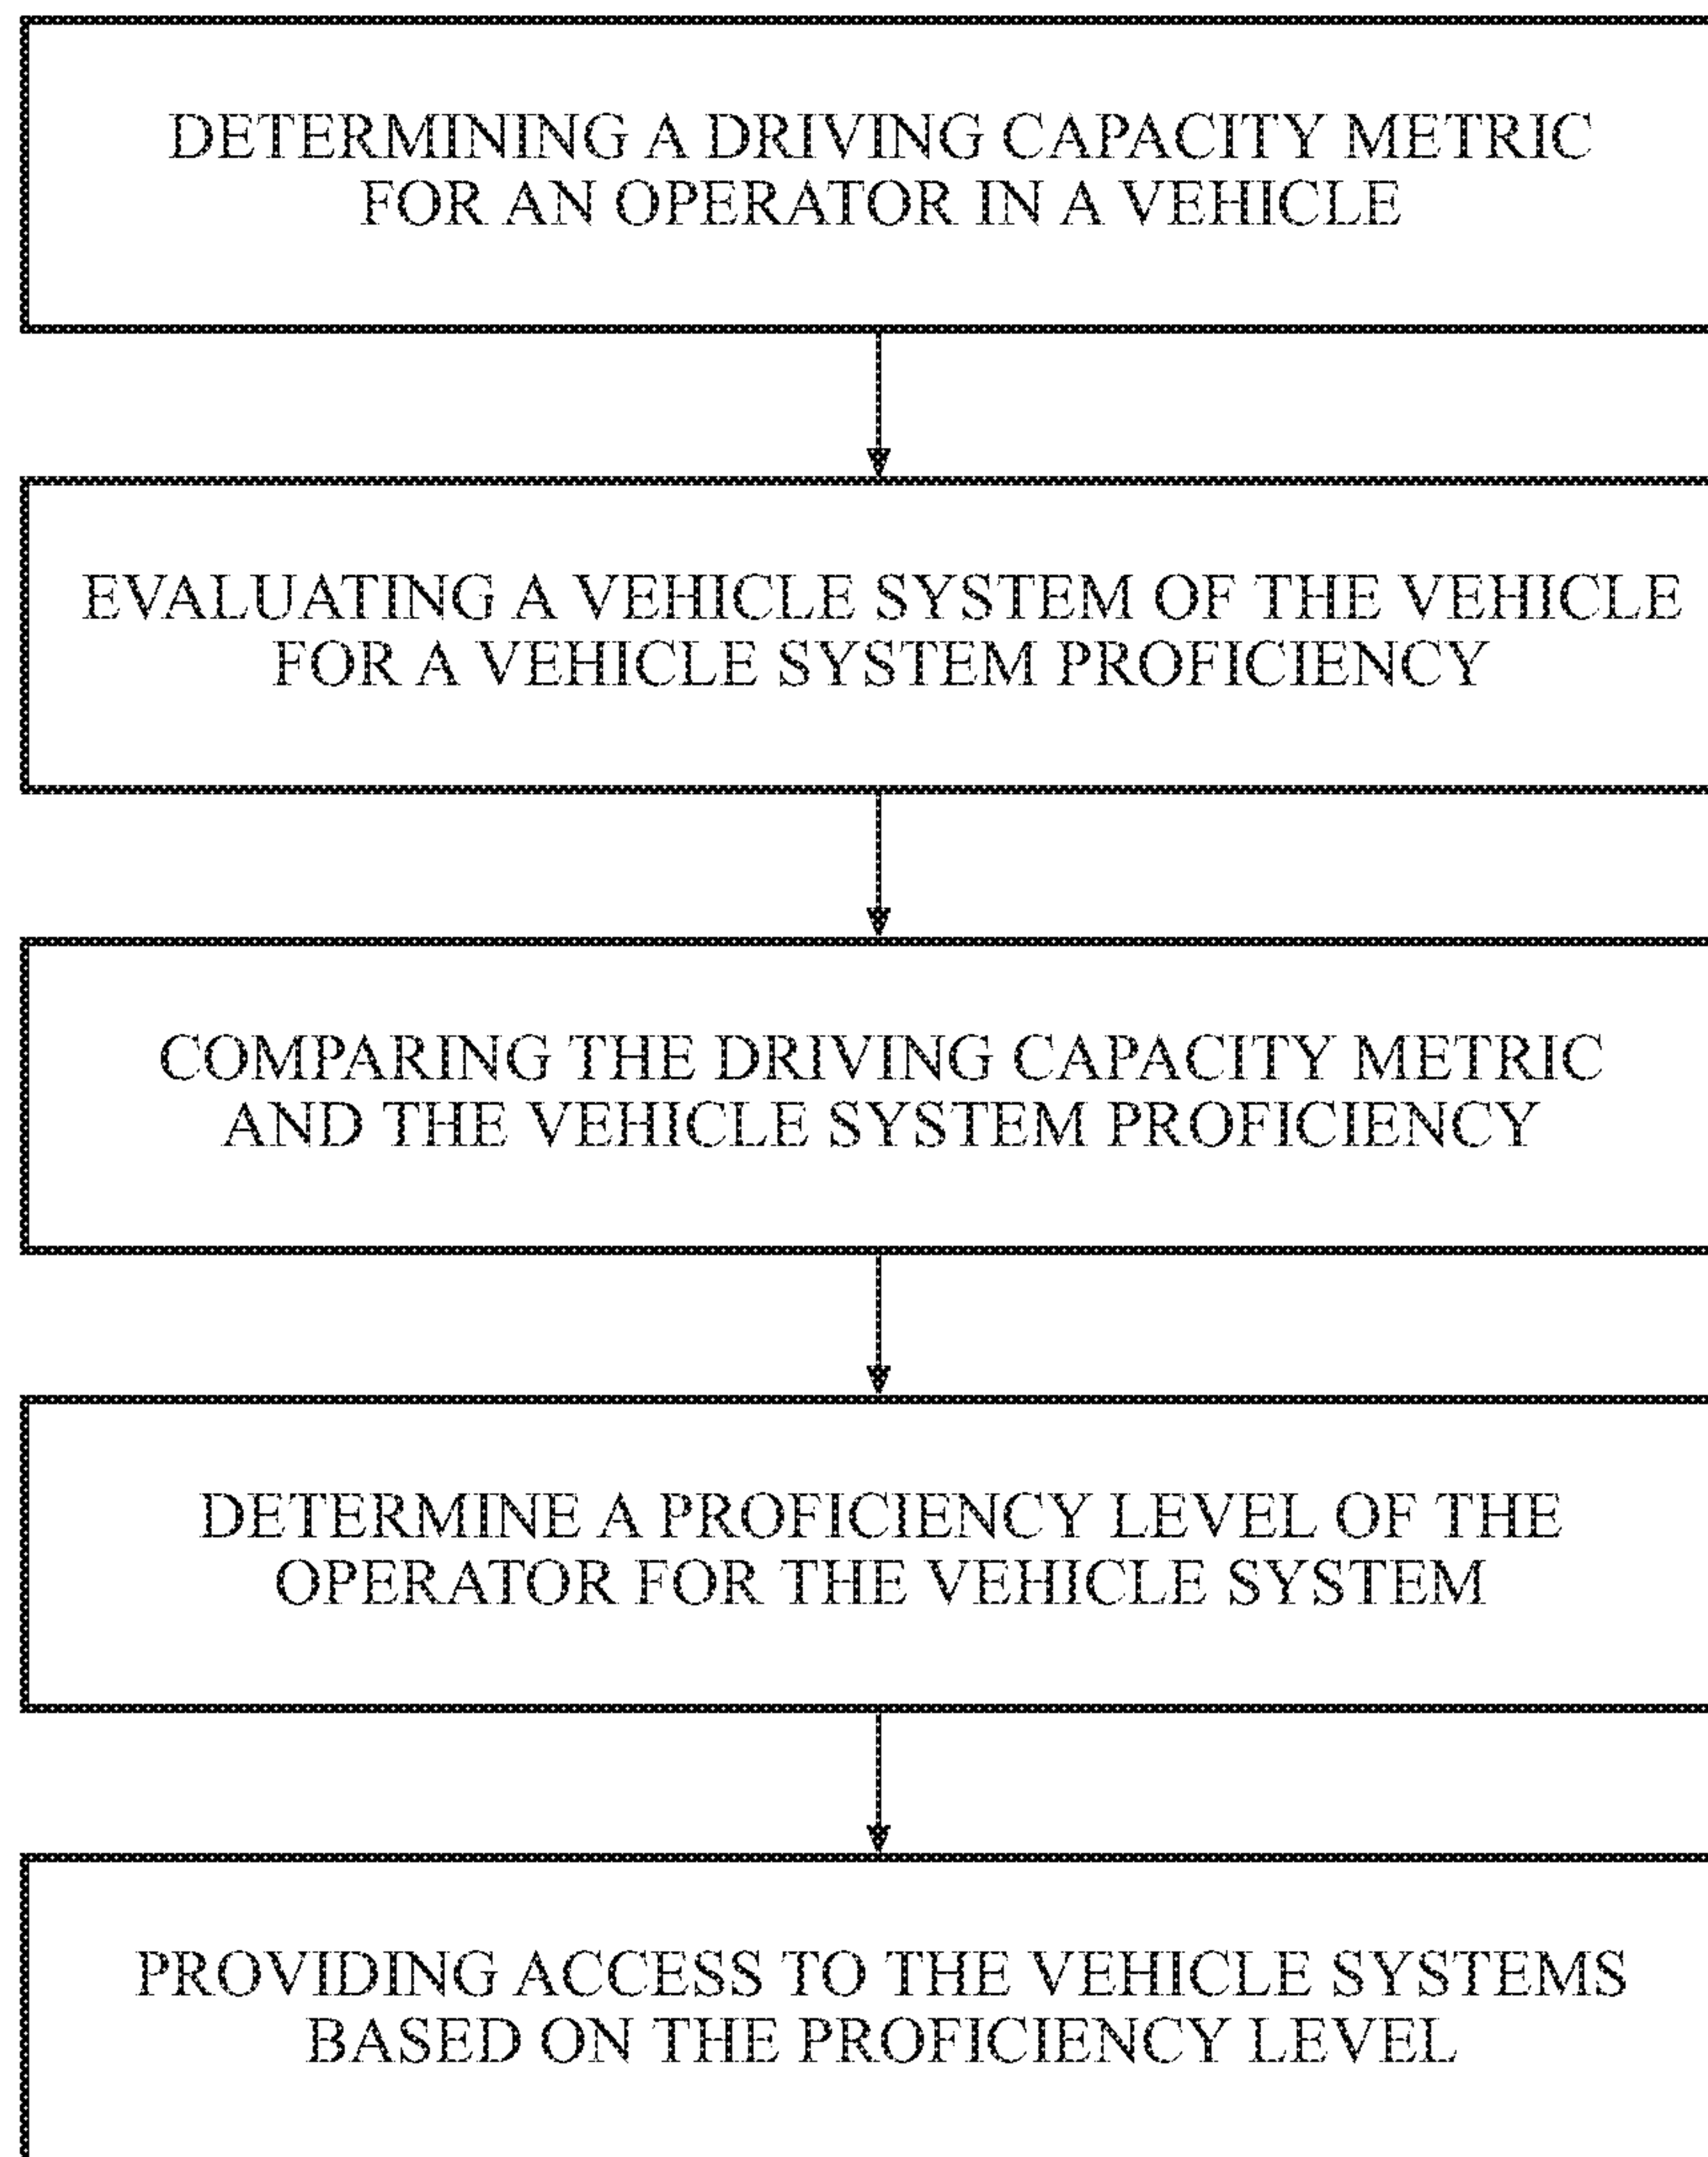 DETERMINING A DRIVING CAPACITY METRIC
FOR AN OPERATOR IN A VEHICLE
EVALUATING A VEHICLE SYSTEM OF THE VEHICLE
FOR A VEHICLE SYSTEM PROFICIENCY
COMPARING THE DRIVING CAPACITY METRIC
AND THE VEHICLE SYSTEM PROFICIENCY
DETERMINE A PROFICIENCY LEVEL OF THE
OPERATOR FOR THE VEHICLE SYSTEM
PROVIDING ACCESS TO THE VEHICLE SYSTEMS
BASED ON THE PROFICIENCY LEVEL